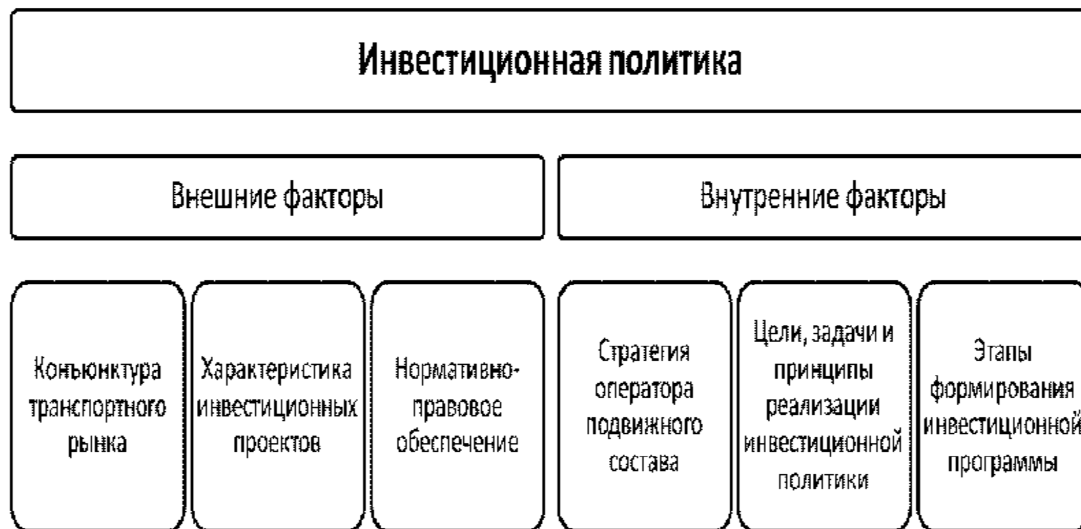 Инвестиционная политика
Внешние факторы
Внутренние факторы
Конъюнктура
транспортного
рынка
Характеристика
инвестиционных
проектов
Нормативно-
правовое
обеспечение
Стратегия
оператора
подвижного
состава
Цели, задачи и
принципы
реализации
инвестиционной
политики
Этапы
формирования
инвестиционной
программы